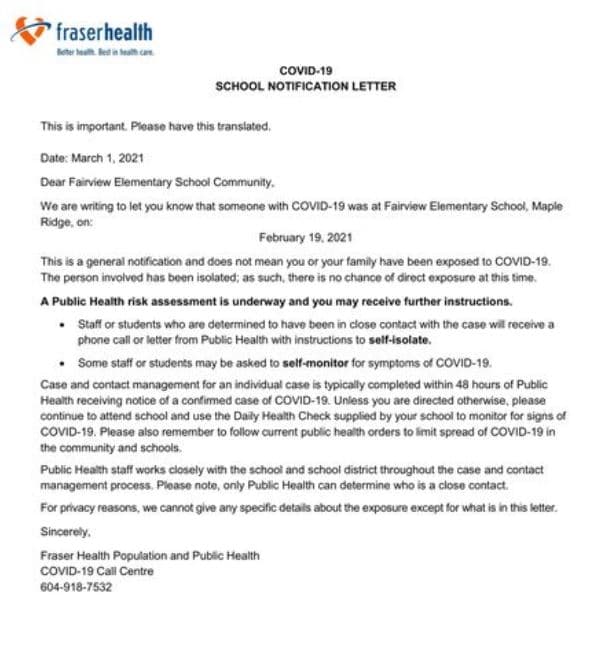 fraserhealth
Better health. Best in health care.
COVID-19
SCHOOL NOTIFICATION LETTER
This is important. Please have this translated.
Date: March 1, 2021
Dear Fairview Elementary School Community,
We are writing to let you know that someone with COVID-19 was at Fairview Elementary School, Maple
Ridge, on:
February 19, 2021
This is a general notification and does not mean you or your family have been exposed to COVID-19.
The person involved has been isolated; as such, there is no chance of direct exposure at this time.
A Public Health risk assessment is underway and you may receive further instructions.
• Staff or students who are determined to have been in close contact with the case will receive a
phone call or letter from Public Health with instructions to self-isolate.
• Some staff or students may be asked to self-monitor for symptoms of COVID-19.
Case and contact management for an individual case is typically completed within 48 hours of Public
Health receiving notice of a confirmed case of COVID-19. Unless you are directed otherwise, please
continue to attend school and use the Daily Health Check supplied by your school to monitor for signs of
COVID-19. Please also remember to follow current public health orders to limit spread of COVID-19 in
the community and schools.
Public Health staff works closely with the school and school district throughout the case and contact
management process. Please note, only Public Health can determine who is a close contact.
For privacy reasons, we cannot give any specific details about the exposure except for what is in this letter.
Sincerely,
Fraser Health Population and Public Health
COVID-19 Call Centre
604-918-7532